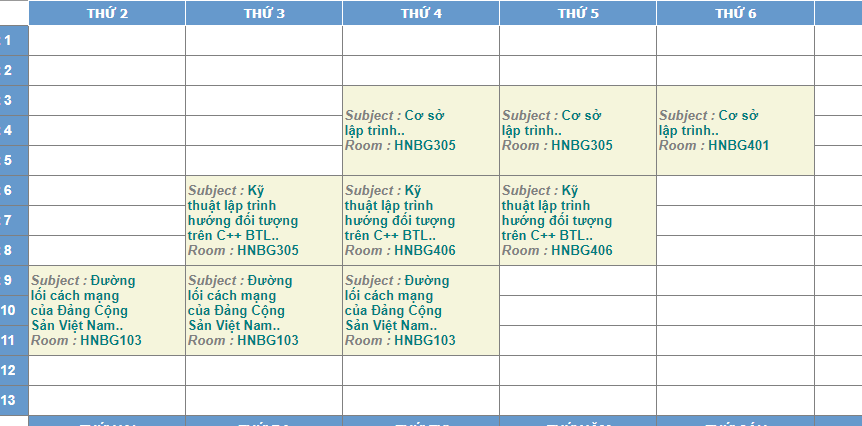 THỨ 2 THỨ 3 THỨ 4 THỨ 5 THỨ 6
1
2
3
4
5
Subject : Cơ sở
lập trình..
Room : HNBG305
Subject : Cơ sở
lập trình..
Room : HNBG305
Subject : Cơ sở
lập trình..
Room : HNBG401
6
7
8
Subject : Kỹ
thuật lập trình
hướng đối tượng
trên C++ BTL..
Room : HNBG305
Subject : Kỹ
thuật lập trình
hướng đối tượng
trên C++ BTL..
Room : HNBG406
Subject : Kỹ
thuật lập trình
hướng đối tượng
trên C++ BTL..
Room : HNBG406
9
10
11
Subject : Đường
lối cách mạng
của Đảng Cộng
Sản Việt Nam..
Room : HNBG103
Subject : Đường
lối cách mạng
của Đảng Cộng
Sản Việt Nam..
Room : HNBG103
Subject : Đường
lối cách mạng
của Đảng Cộng
Sản Việt Nam..
Room : HNBG103
12
13